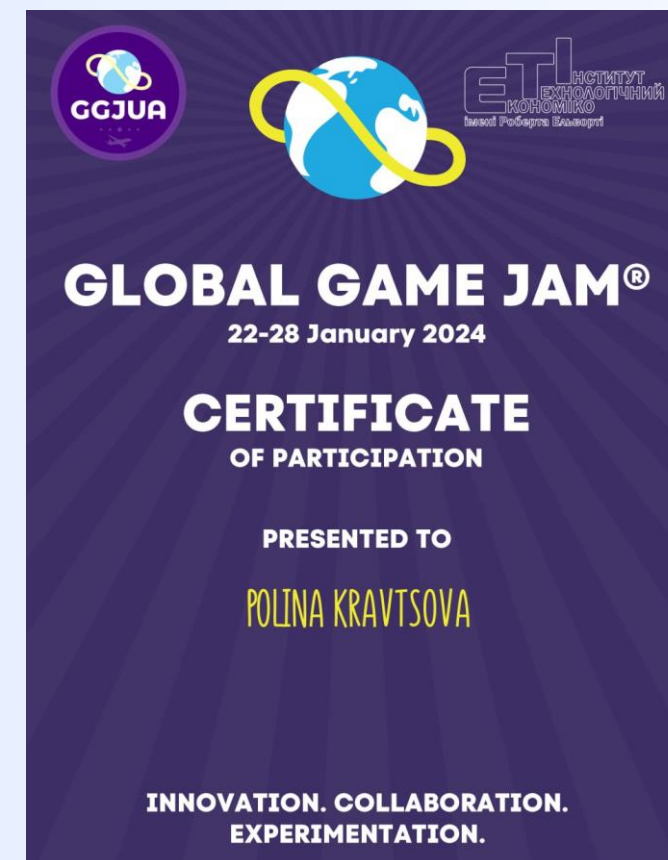 GGJUA
ЕТІ
ІНСТИТУТ
ТЕХНОЛОГІЧНИЙ
ЕКОНОМІКО
імені Роберта Ельворті
GLOBAL GAME JAM®
22-28 January 2024
CERTIFICATE
OF PARTICIPATION
PRESENTED TO
POLINA KRAVTSOVA
INNOVATION. COLLABORATION.
EXPERIMENTATION.